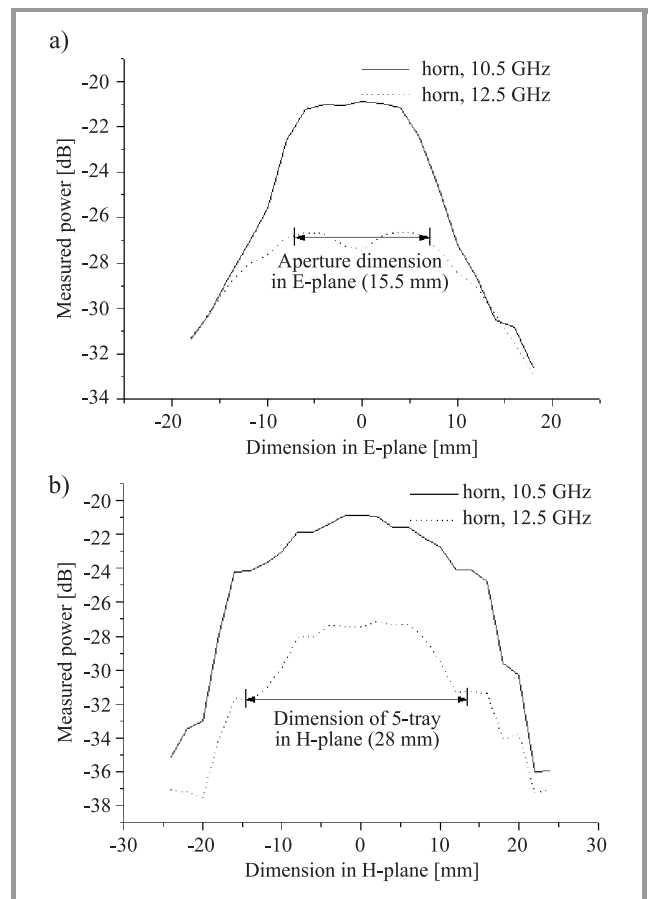 a)
horn, 10.5 GHz
horn, 12.5 GHz
-20
-22
-24
-26
-28
-30
-32
-34
Measured power [dB]
Aperture dimension
in E-plane (15.5 mm)
-20
-10
0
10
20
Dimension in E-plane [mm]
b)
horn, 10.5 GHz
horn, 12.5 GHz
-20
-22
-24
-26
-28
-30
-32
-34
-36
-38
Measured power [dB]
Dimension of 5-tray
in H-plane (28 mm)
-30
-20
-10
0
10
20
30
Dimension in H-plane [mm]